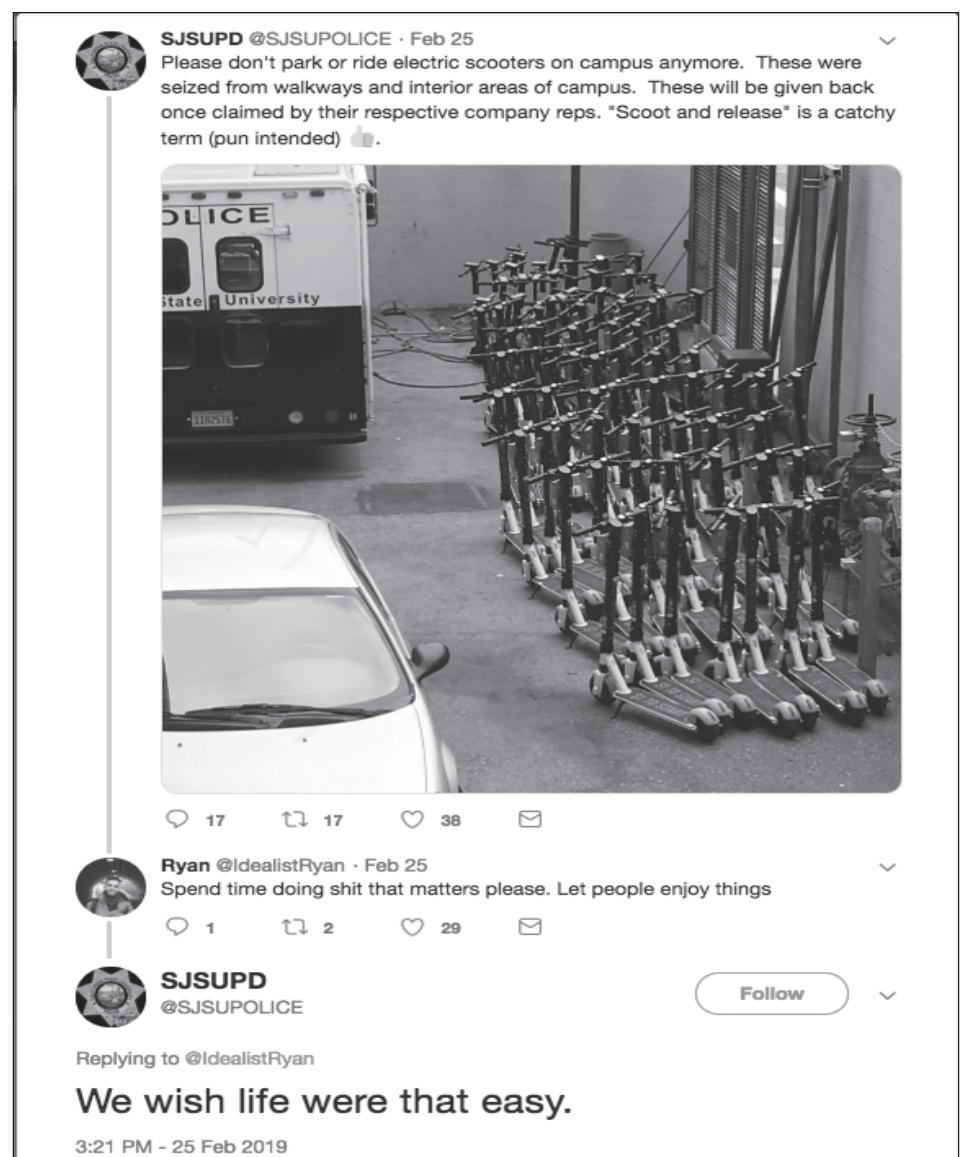 SJSUPD @SJSUPOLICE · Feb 25
Please don't park or ride electric scooters on campus anymore. These were
seized from walkways and interior areas of campus. These will be given back
once claimed by their respective company reps. "Scoot and release" is a catchy
term (pun intended) 👍.
OLICE
State University
1182576
17 17 38
Ryan @IdealistRyan · Feb 25
Spend time doing shit that matters please. Let people enjoy things
1 2 29
SJSUPD
@SJSUPOLICE
Follow
Replying to @IdealistRyan
We wish life were that easy.
3:21 PM - 25 Feb 2019